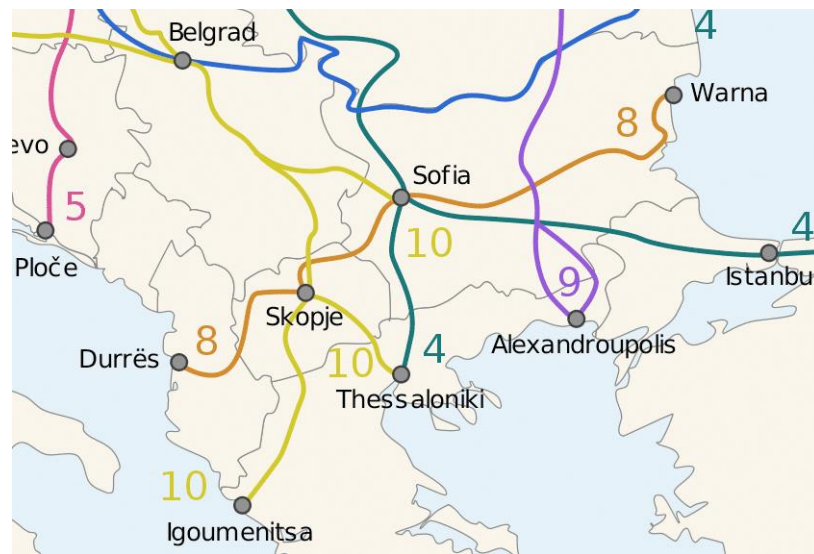 Belgrad
4
Warna
8
evo
Sofia
5
10
4
Ploče
Istanbu
9
Skopje
8
Alexandroupolis
4
Durrës
10
Thessaloniki
10
Igoumenitsa